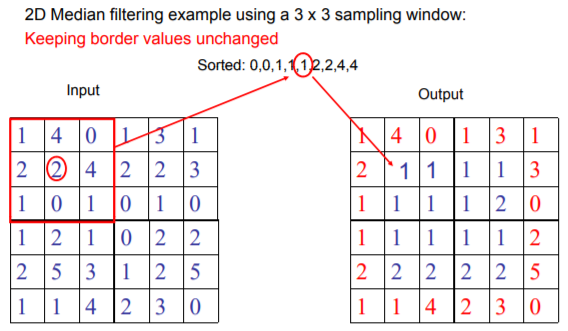 2D Median filtering example using a 3 x 3 sampling window:
Keeping border values unchanged
Sorted: 0,0,1,1,1,2,2,4,4
Input
Output
1 4 0 1 3 1
2 2 4 2 2 3
1 0 1 0 1 0
1 2 1 0 2 2
2 5 3 1 2 5
1 1 4 2 3 0
1 4 0 1 3 1
2 1 1 1 1 3
1 1 1 1 2 0
1 1 1 1 1 2
2 2 2 2 2 5
1 1 4 2 3 0